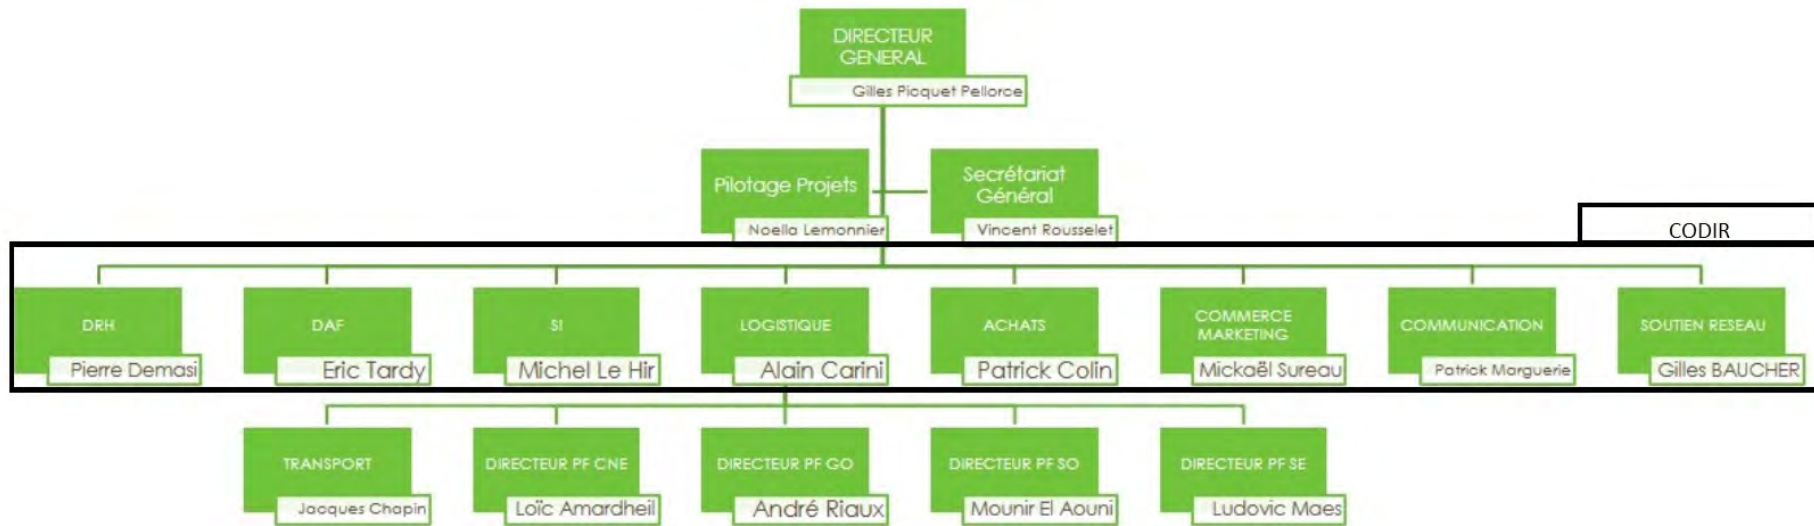 DIRECTEUR
GENERAL
Gilles Picquet Pellorce
Pilotage Projets
Noella Lemonnier
Secrétariat
Général
Vincent Rousselet
CODIR
DRH
Pierre Demasi
DAF
Eric Tardy
SI
Michel Le Hir
LOGISTIQUE
Alain Carini
ACHATS
Patrick Colin
COMMERCE
MARKETING
Mickaël Sureau
COMMUNICATION
Patrick Marguerie
SOUTIEN RESEAU
Gilles BAUCHER
TRANSPORT
Jacques Chapin
DIRECTEUR PF CNE
Loïc Amardheil
DIRECTEUR PF GO
André Riaux
DIRECTEUR PF SO
Mounir El Aouni
DIRECTEUR PF SE
Ludovic Maes